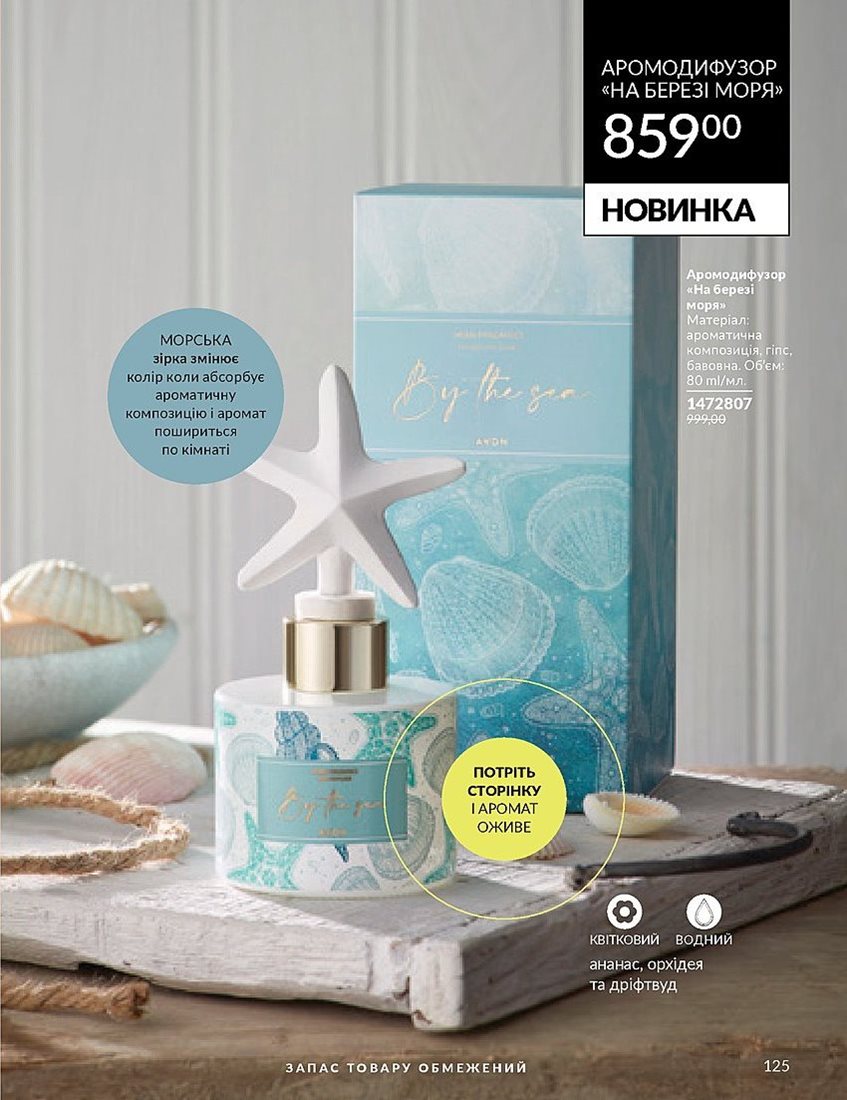 АРОМОДИФУЗОР
«НА БЕРЕЗІ МОРЯ»
859⁰⁰
НОВИНКА
Аромодифузор
«На березі
моря»
Матеріал:
ароматична
композиція, гіпс,
бавовна. Об'єм:
80 ml/мл.
1472807
999,00
МОРСЬКА
зірка змінює
колір коли абсорбує
ароматичну
композицію і аромат
пошириться
по кімнаті
By the sea
AVON
By the sea
AVON
ПОТРІТЬ
СТОРІНКУ
І АРОМАТ
ОЖИВЕ
КВІТКОВИЙ ВОДНИЙ
ананас, орхідея
та дріфтвуд
ЗАПАС ТОВАРУ ОБМЕЖЕНИЙ
125